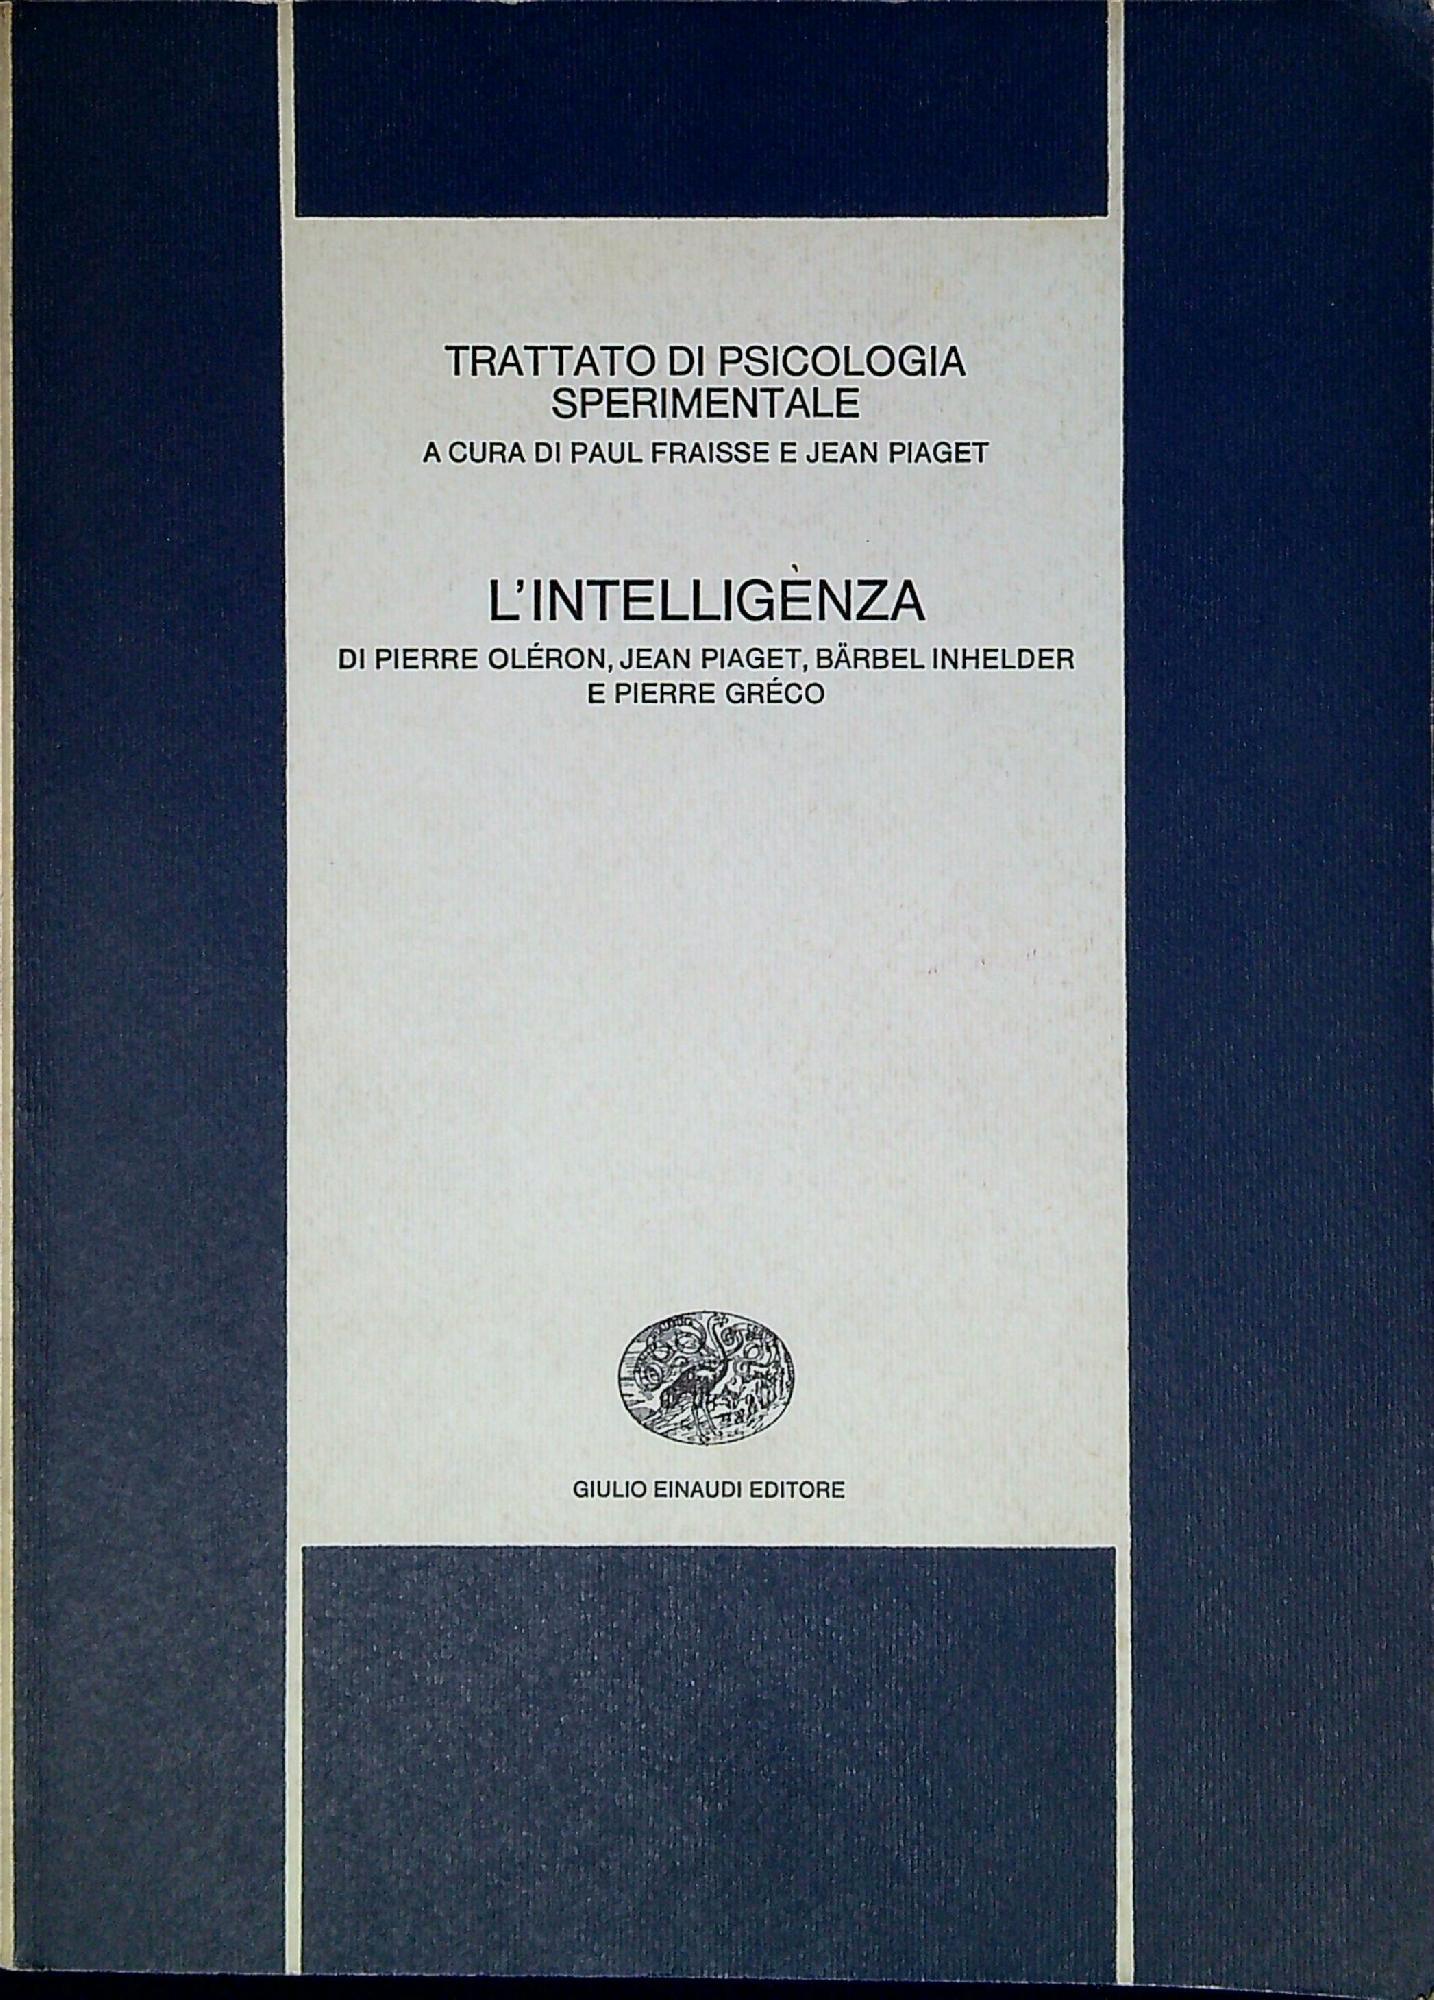 TRATTATO DI PSICOLOGIA
SPERIMENTALE
A CURA DI PAUL FRAISSE E JEAN PIAGET
L'INTELLIGENZA
DI PIERRE OLÉRON, JEAN PIAGET, BÄRBEL INHELDER
E PIERRE GRÉCO
GIULIO EINAUDI EDITORE